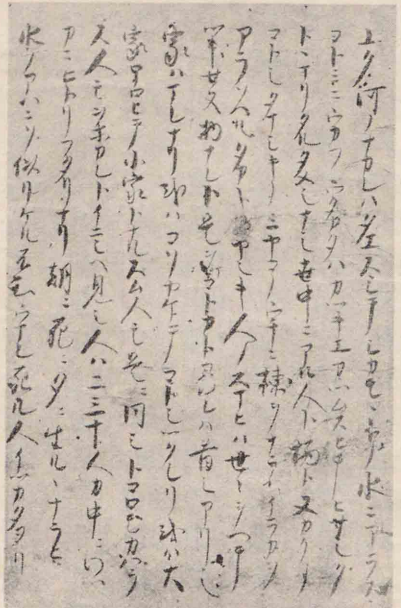 ユク河ノナカレハタエスシテシカモヽトノ水ニアラス
ヨトミニウカフウタカタハカツキエカツムスヒテヒサシク
トヽマリタルタメシナシ世中ニアル人ト栖ト又カクノ
コトシタマシキノミヤコノウチニ棟ヲナラヘイラカヲ
アラソヘルタカキイヤシキ人ノスマヒハ世々ヲヘテ
ツキセヌ物ナレト是ヲマコトカト尋レハ昔シアリシ
家ハマレナリ或ハコソヤケテコトシツクレリ或ハ大
家ホロヒテ小家トナルスム人モ是ニ同シトコロモカハラ
ス人モヲホカレトイニシヘ見シ人ハ二三十人カ中ニワツ
カニヒトリフタリナリ朝ニ死ニ夕ニ生ルヽナラヒ
水ノアハニソ似リケル不知ウマレ死ル人イツカタヨリ